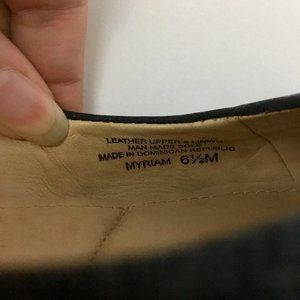 LEATHER UPPER & LINING
MAN MADE SOLE
MADE IN DOMINICAN REPUBLIC
MYRIAM 6½M